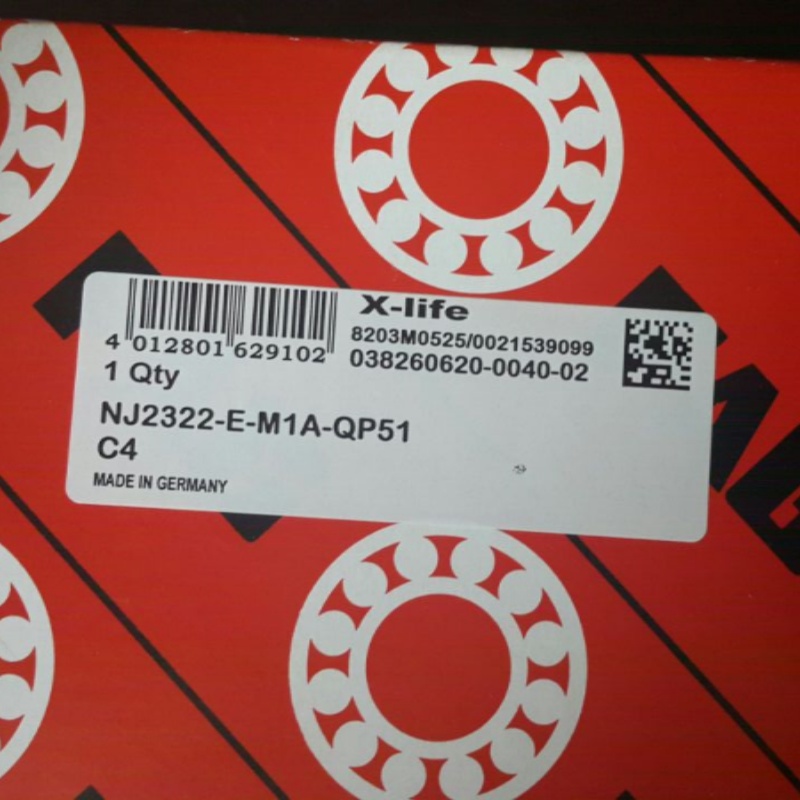 X-life
4 012801 629102
8203M0525/0021539099
038260620-0040-02
1 Qty
NJ2322-E-M1A-QP51
C4
MADE IN GERMANY